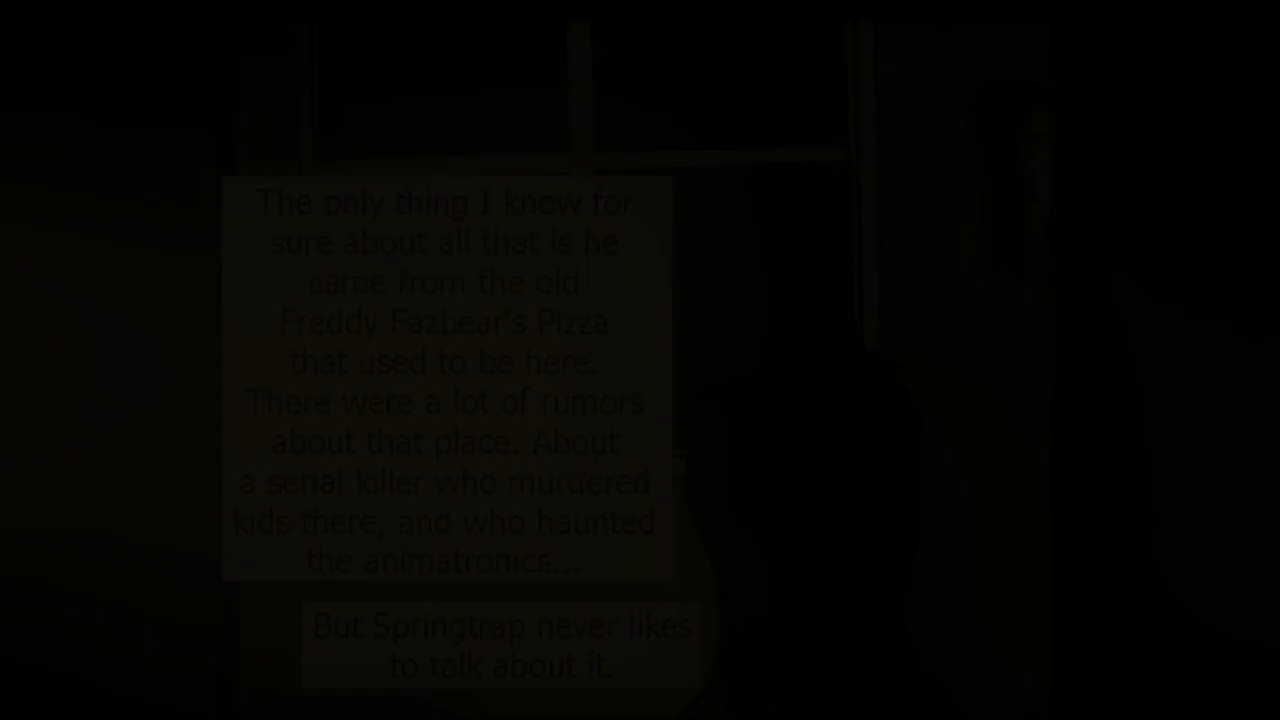 The only thing I know for
sure about all that is he
came from the old
Freddy Fazbear's Pizza
that used to be here.
There were a lot of rumors
about that place. About
a serial killer who murdered
kids there, and who haunted
the animatronics...
But Springtrap never likes
to talk about it.